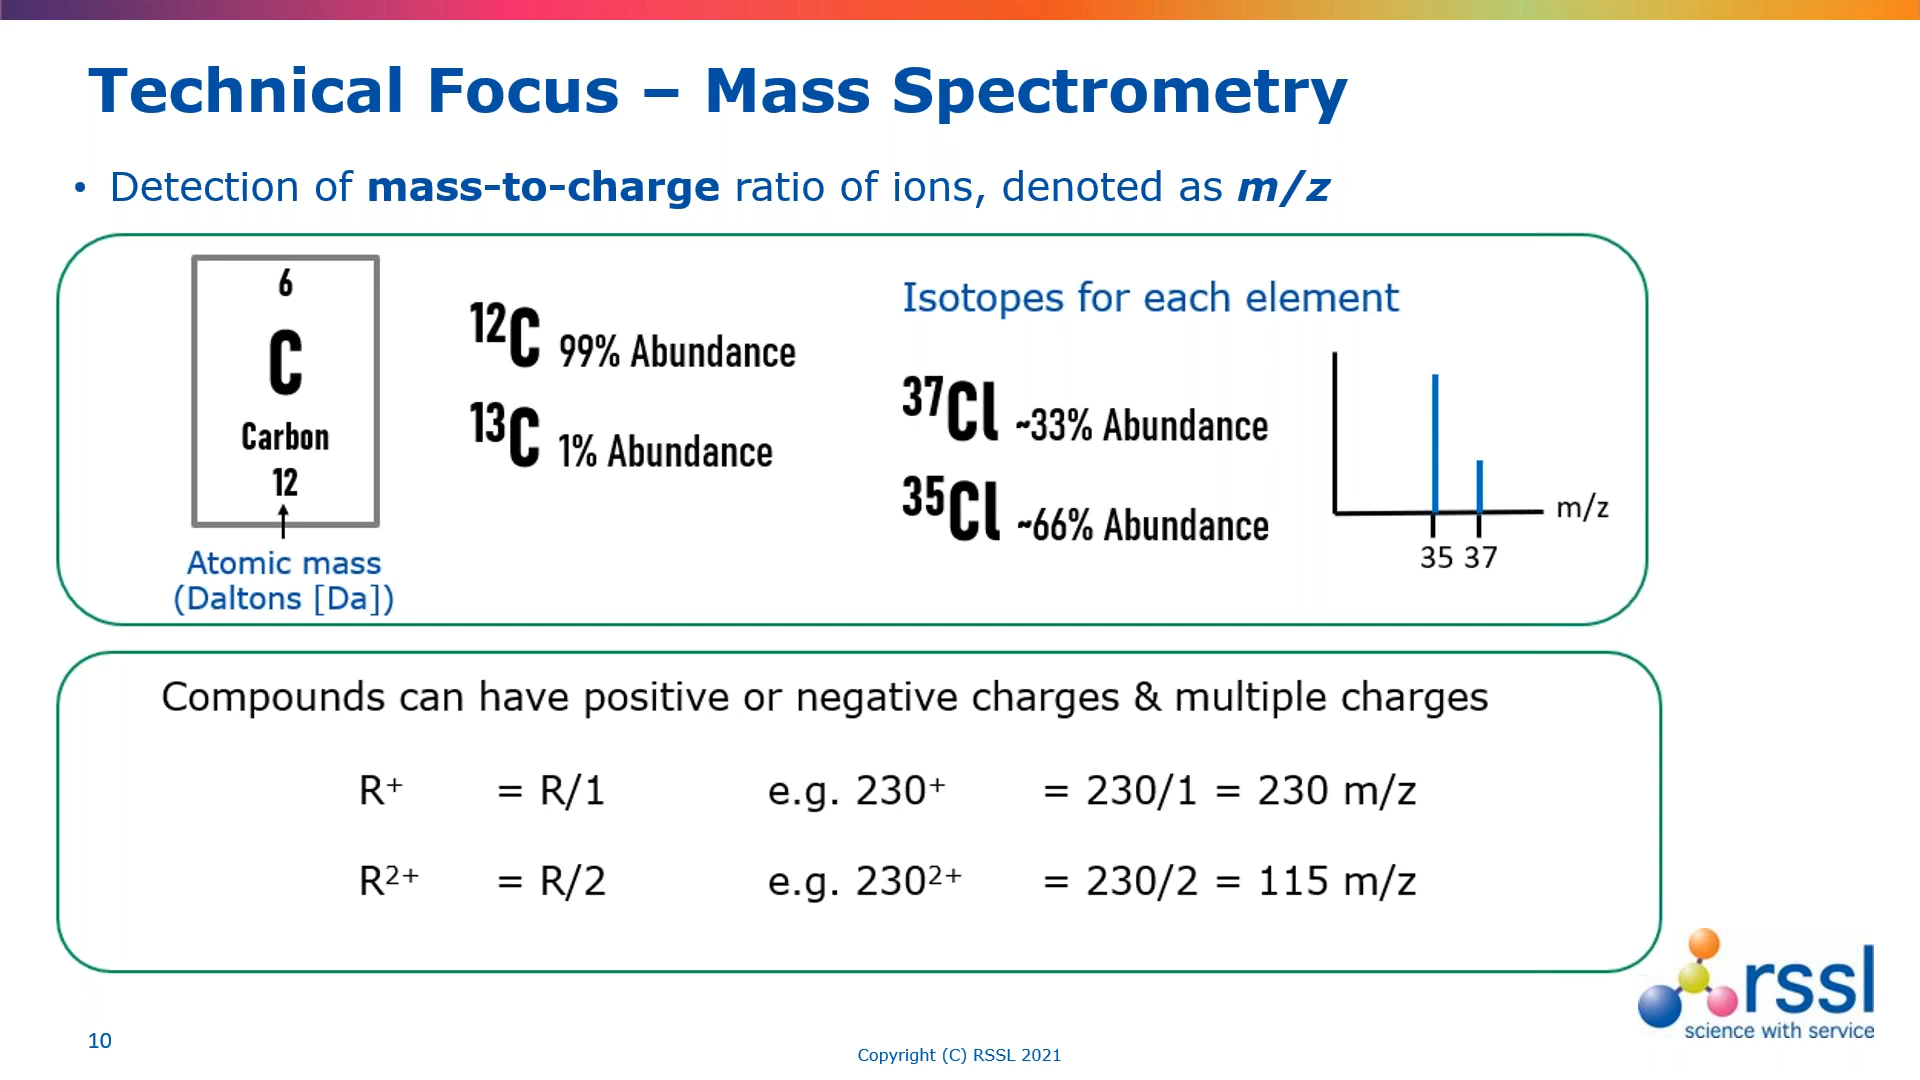 Technical Focus – Mass Spectrometry
• Detection of mass-to-charge ratio of ions, denoted as m/z
6
C
Carbon
12
Atomic mass
(Daltons [Da])
¹²C 99% Abundance
¹³C 1% Abundance
Isotopes for each element
³⁷Cl ~33% Abundance
³⁵Cl ~66% Abundance
m/z
35 37
Compounds can have positive or negative charges & multiple charges
R⁺ = R/1 e.g. 230⁺ = 230/1 = 230 m/z
R²⁺ = R/2 e.g. 230²⁺ = 230/2 = 115 m/z
rssl
science with service
10
Copyright (C) RSSL 2021